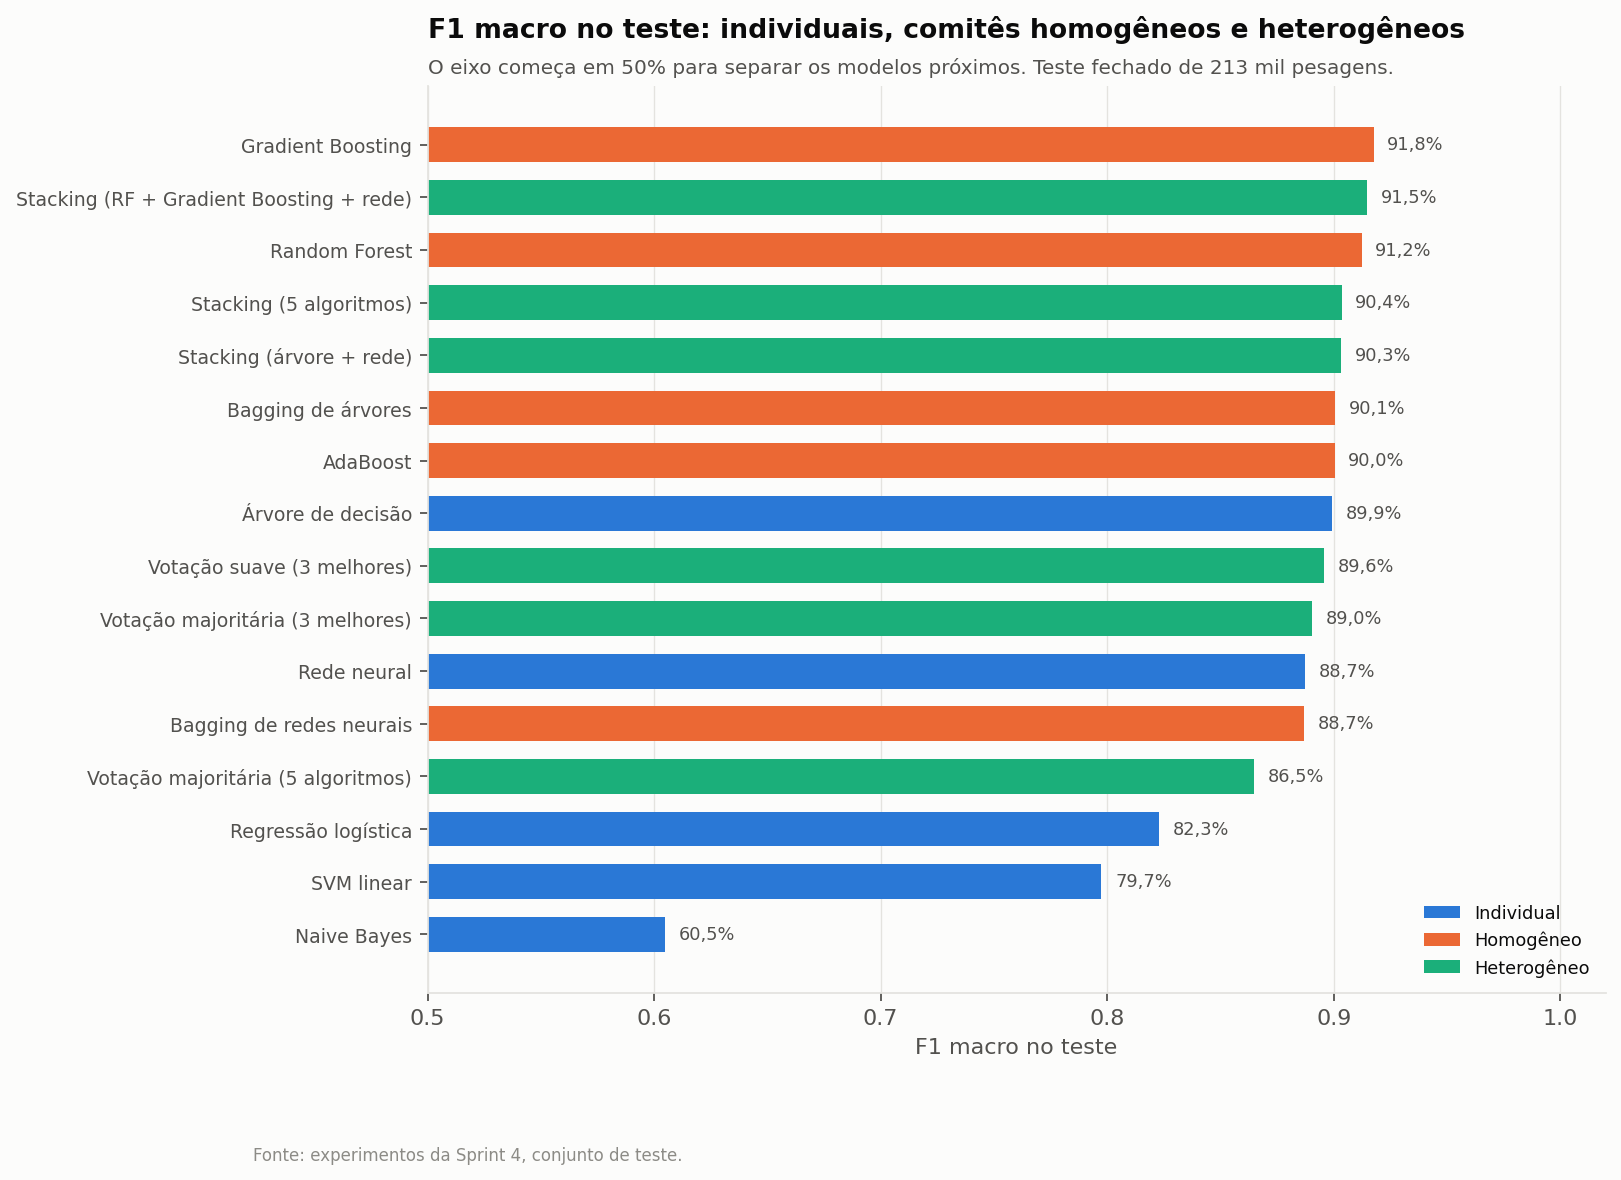 F1 macro no teste: individuais, comitês homogêneos e heterogêneos
O eixo começa em 50% para separar os modelos próximos. Teste fechado de 213 mil pesagens.
Gradient Boosting 91,8%
Stacking (RF + Gradient Boosting + rede) 91,5%
Random Forest 91,2%
Stacking (5 algoritmos) 90,4%
Stacking (árvore + rede) 90,3%
Bagging de árvores 90,1%
AdaBoost 90,0%
Árvore de decisão 89,9%
Votação suave (3 melhores) 89,6%
Votação majoritária (3 melhores) 89,0%
Rede neural 88,7%
Bagging de redes neurais 88,7%
Votação majoritária (5 algoritmos) 86,5%
Regressão logística 82,3%
SVM linear 79,7%
Naive Bayes 60,5%
Individual
Homogêneo
Heterogêneo
0.5 0.6 0.7 0.8 0.9 1.0
F1 macro no teste
Fonte: experimentos da Sprint 4, conjunto de teste.